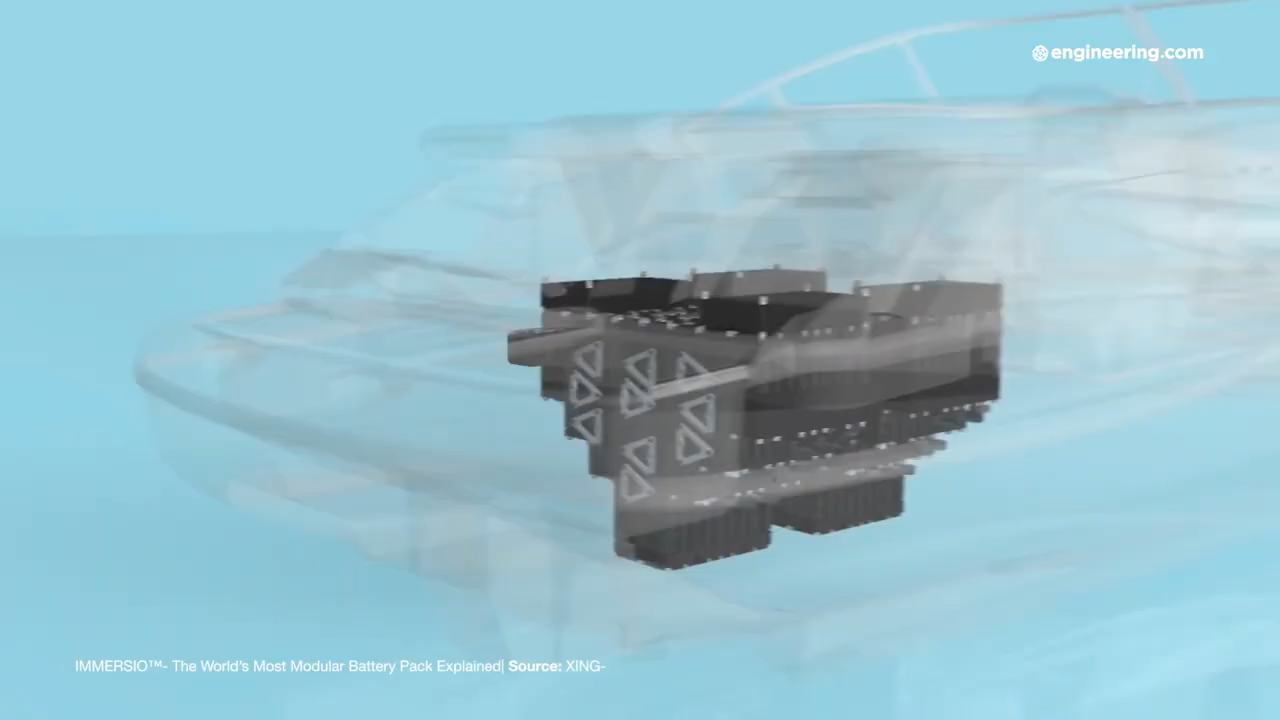 engineering.com
IMMERSIO™- The World's Most Modular Battery Pack Explained| Source: XING-